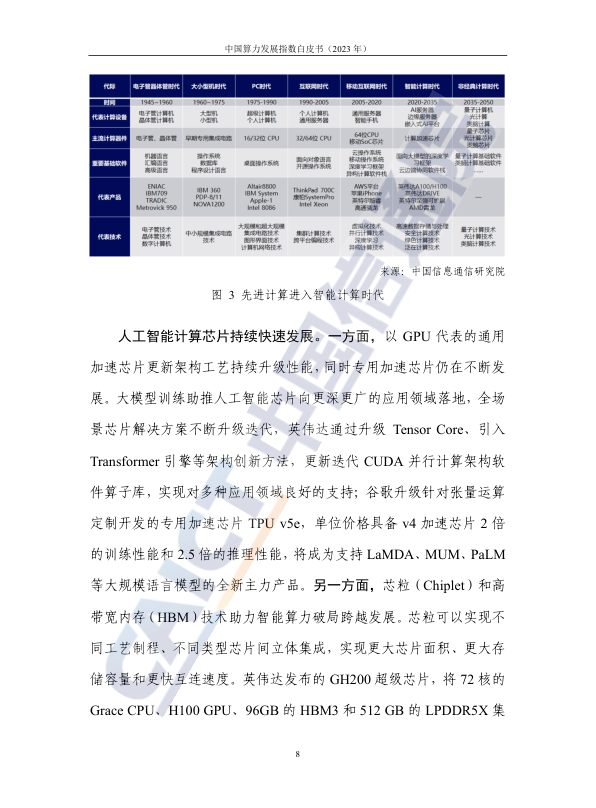 中国算力发展指数白皮书（2023 年）
代际 电子管晶体管时代 大小型机时代 PC时代 互联网时代 移动互联网时代 智能计算时代 非经典计算时代
时间 1945~1960 1960~1975 1975-1990 1990-2005 2005-2020 2020-2035 2035-2050
代表计算设备 电子管计算机 晶体管计算机 大型机 小型机 超级计算机 个人计算机 个人计算机 通用服务器 通用服务器 智能手机 AI服务器 边缘服务器 嵌入式AI平台 量子计算机 光计算 类脑计算
主流计算器件 电子管、晶体管 早期专用集成电路 16/32位 CPU 32/64位 CPU 64位CPU 移动SoC芯片 计算加速芯片 量子芯片 光计算芯片 类脑芯片
重要基础软件 机器语言 汇编语言 高级语言 操作系统 数据库 程序设计语言 桌面操作系统 面向对象语言 开源操作系统 云操作系统 移动操作系统 深度学习框架 异构计算软件栈 面向大模型的深度学习框架 云边端协同软件栈 量子计算基础软件 类脑计算基础软件 ……
代表产品 ENIAC IBM709 TRADIC Metrovick 950 IBM 360 PDP-8/11 NOVA1200 Altair8800 IBM System Apple-1 Intel 8086 ThinkPad 700C 康柏SystemPro Intel Xeon AWS平台 苹果iPhone 英特尔酷睿 高通骁龙 英伟达A100/H100 英伟达DRIVE 英特尔至强可扩展 AMD霄龙 —
代表技术 电子管技术 晶体管技术 数字计算机 中小规模集成电路技术 大规模和超大规模集成电路技术 图形界面技术 计算机网络技术 集群计算技术 跨平台编程技术 虚拟化技术 并行计算技术 深度学习 异构计算技术 高速数据存储与处理 安全计算技术 绿色计算技术 泛在计算技术 量子计算技术 光计算技术 类脑计算技术
来源：中国信息通信研究院
图 3 先进计算进入智能计算时代
人工智能计算芯片持续快速发展。一方面，以 GPU 代表的通用
加速芯片更新架构工艺持续升级性能，同时专用加速芯片仍在不断发
展。大模型训练助推人工智能芯片向更深更广的应用领域落地，全场
景芯片解决方案不断升级迭代，英伟达通过升级 Tensor Core、引入
Transformer 引擎等架构创新方法，更新迭代 CUDA 并行计算架构软
件算子库，实现对多种应用领域良好的支持；谷歌升级针对张量运算
定制开发的专用加速芯片 TPU v5e，单位价格具备 v4 加速芯片 2 倍
的训练性能和 2.5 倍的推理性能，将成为支持 LaMDA、MUM、PaLM
等大规模语言模型的全新主力产品。另一方面，芯粒（Chiplet）和高
带宽内存（HBM）技术助力智能算力破局跨越发展。芯粒可以实现不
同工艺制程、不同类型芯片间立体集成，实现更大芯片面积、更大存
储容量和更快互连速度。英伟达发布的 GH200 超级芯片，将 72 核的
Grace CPU、H100 GPU、96GB 的 HBM3 和 512 GB 的 LPDDR5X 集
8
CAICT 中国信通院